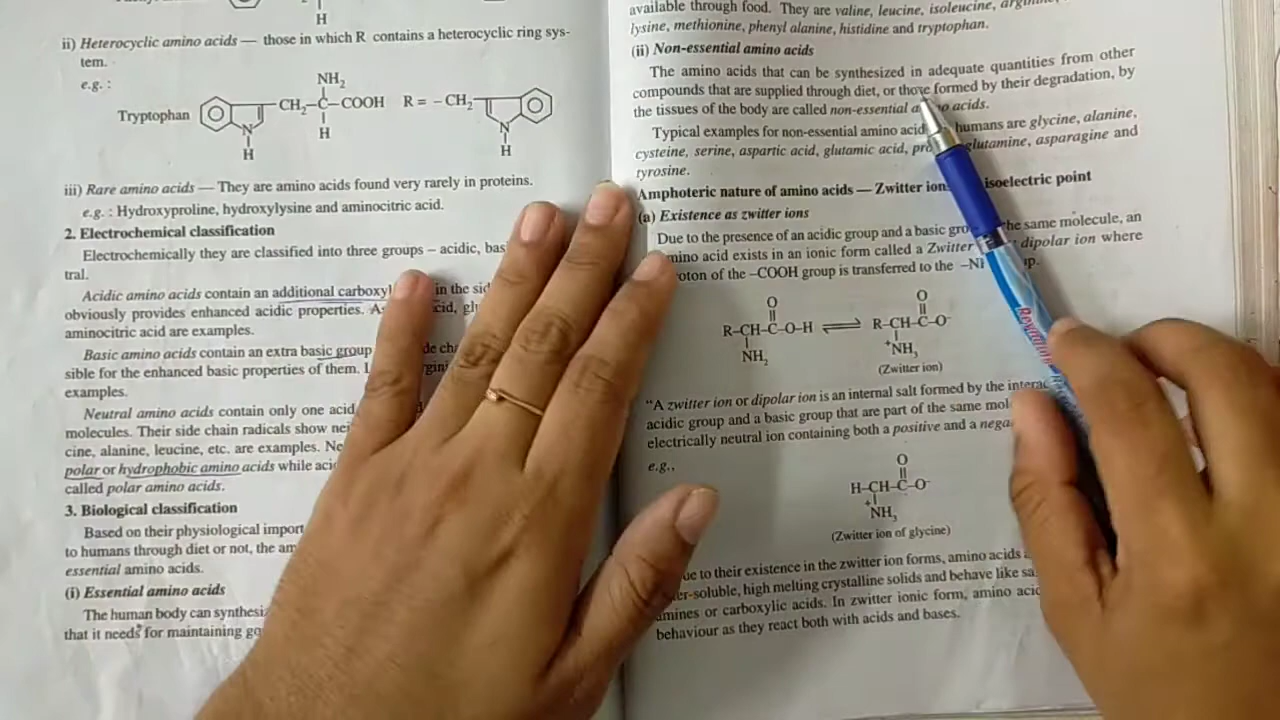 H
ii) Heterocyclic amino acids — those in which R contains a heterocyclic ring sys-
tem.
e.g. :
NH2
Tryptophan
CH2–C–COOH R = – CH2
N
H
H
N
H
iii) Rare amino acids — They are amino acids found very rarely in proteins.
e.g. : Hydroxyproline, hydroxylysine and aminocitric acid.
2. Electrochemical classification
Electrochemically they are classified into three groups – acidic,
tral.
Acidic amino acids contain an additional in the
obviously provides enhanced acidic properties.
aminocitric acid are examples.
Basic amino acids contain an extra basic group
sible for the enhanced basic properties of them.
examples.
Neutral amino acids contain only one acid
molecules. Their side chain radicals show
cine, alanine, leucine, etc. are examples.
polar or hydrophobic amino acids while
called polar amino acids.
3. Biological classification
Based on their physiological
to humans through diet or not, the
essential amino acids.
(i) Essential amino acids
The human body can
that it needs for maintaining
available through food. They are valine, leucine, isoleucine,
lysine, methionine, phenyl alanine, histidine and tryptophan.
(ii) Non-essential amino acids
The amino acids that can be synthesized in adequate quantities from other
compounds that are supplied through diet, or those formed by their degradation, by
the tissues of the body are called non-essential acids.
Typical examples for non-essential amino humans are glycine, alanine,
cysteine, serine, aspartic acid, glutamic acid, glutamine, asparagine and
tyrosine.
Amphoteric nature of amino acids — Zwitter isoelectric point
(a) Existence as zwitter ions
Due to the presence of an acidic group and a basic the same molecule, an
amino acid exists in an ionic form called a Zwitter dipolar ion where
proton of the –COOH group is transferred to the
O
R–CH–C–O–H ⇌ R–CH–C–O-
NH2
O
+NH3
(Zwitter ion)
"A zwitter ion or dipolar ion is an internal salt formed by the
acidic group and a basic group that are part of the same
electrically neutral ion containing both a positive and a
e.g.,
O
H–CH–C–O-
+NH3
(Zwitter ion of glycine)
to their existence in the zwitter ion forms, amino acids
high melting crystalline solids and behave like
amines or carboxylic acids. In zwitter ionic form, amino
behaviour as they react both with acids and bases.